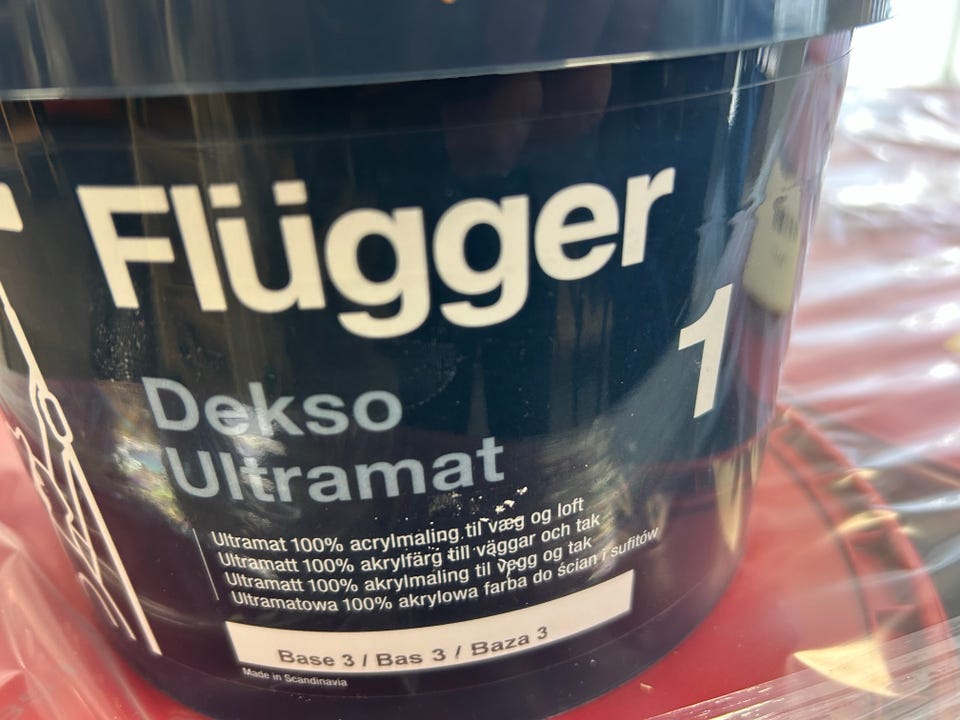 Flügger
1
Dekso
Ultramat
Ultramat 100% acrylmaling til væg og loft
Ultramatt 100% akrylfärg till väggar och tak
Ultramatt 100% akrylmaling til vegg og tak
Ultramatowa 100% akrylowa farba do ścian i sufitów
Base 3 / Bas 3 / Baza 3
Made in Scandinavia